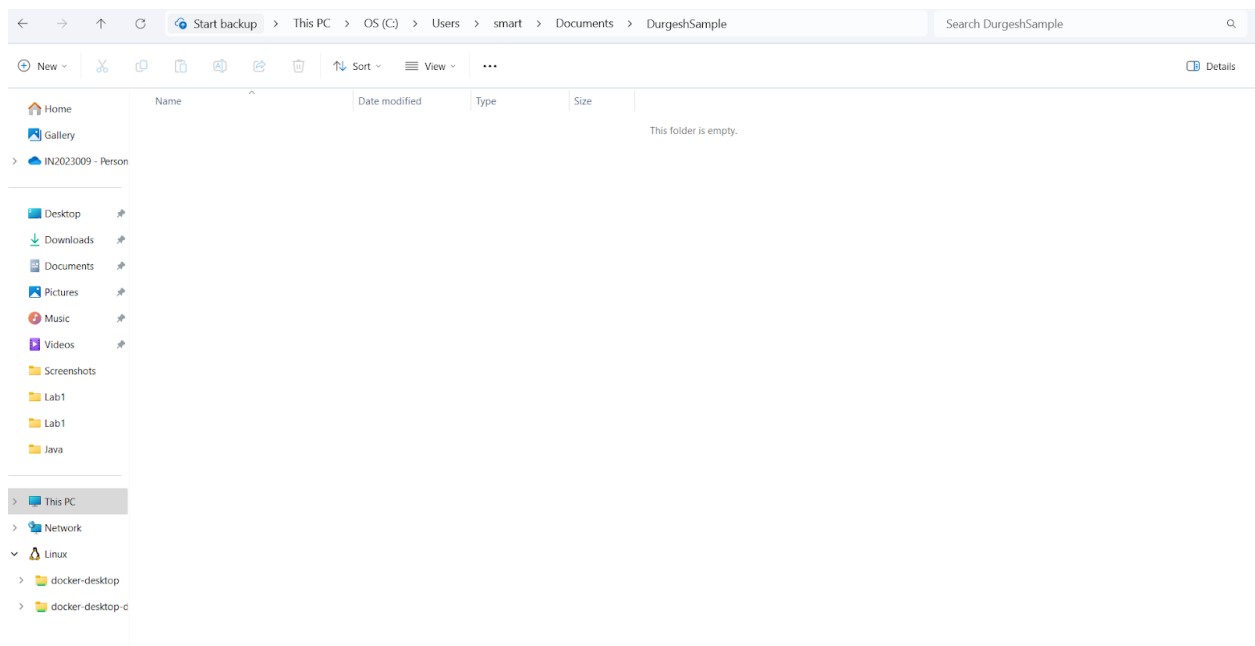 Start backup > This PC > OS (C:) > Users > smart > Documents > DurgeshSample
Search DurgeshSample
New
Sort
View
Details
Name
Date modified
Type
Size
This folder is empty.
Home
Gallery
IN2023009 - Person
Desktop
Downloads
Documents
Pictures
Music
Videos
Screenshots
Lab1
Lab1
Java
This PC
Network
Linux
docker-desktop
docker-desktop-d